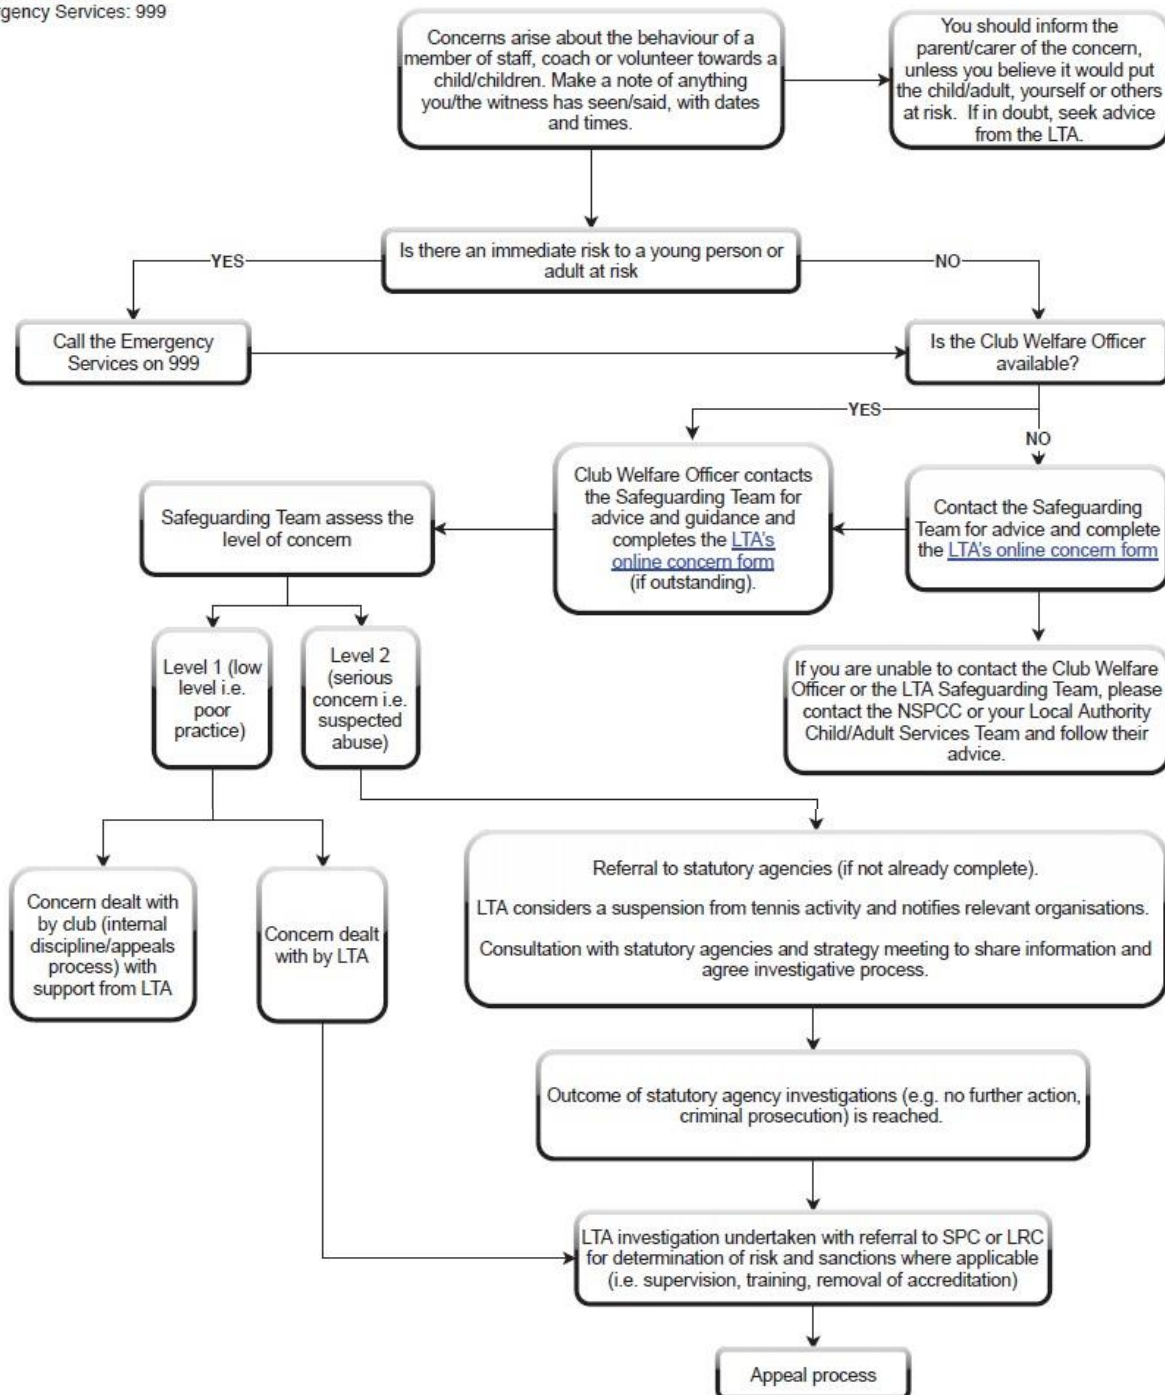 gency Services: 999
Concerns arise about the behaviour of a
member of staff, coach or volunteer towards a
child/children. Make a note of anything
you/the witness has seen/said, with dates
and times.
You should inform the
parent/carer of the concern,
unless you believe it would put
the child/adult, yourself or others
at risk. If in doubt, seek advice
from the LTA.
Is there an immediate risk to a young person or
adult at risk
YES
NO
Call the Emergency
Services on 999
Is the Club Welfare Officer
available?
YES
NO
Club Welfare Officer contacts
the Safeguarding Team for
advice and guidance and
completes the LTA's
online concern form
(if outstanding).
Contact the Safeguarding
Team for advice and complete
the LTA's online concern form
Safeguarding Team assess the
level of concern
Level 1 (low
level i.e.
poor
practice)
Level 2
(serious
concern i.e.
suspected
abuse)
If you are unable to contact the Club Welfare
Officer or the LTA Safeguarding Team, please
contact the NSPCC or your Local Authority
Child/Adult Services Team and follow their
advice.
Concern dealt with
by club (internal
discipline/appeals
process) with
support from LTA
Concern dealt
with by LTA
Referral to statutory agencies (if not already complete).
LTA considers a suspension from tennis activity and notifies relevant organisations.
Consultation with statutory agencies and strategy meeting to share information and
agree investigative process.
Outcome of statutory agency investigations (e.g. no further action,
criminal prosecution) is reached.
LTA investigation undertaken with referral to SPC or LRC
for determination of risk and sanctions where applicable
(i.e. supervision, training, removal of accreditation)
Appeal process